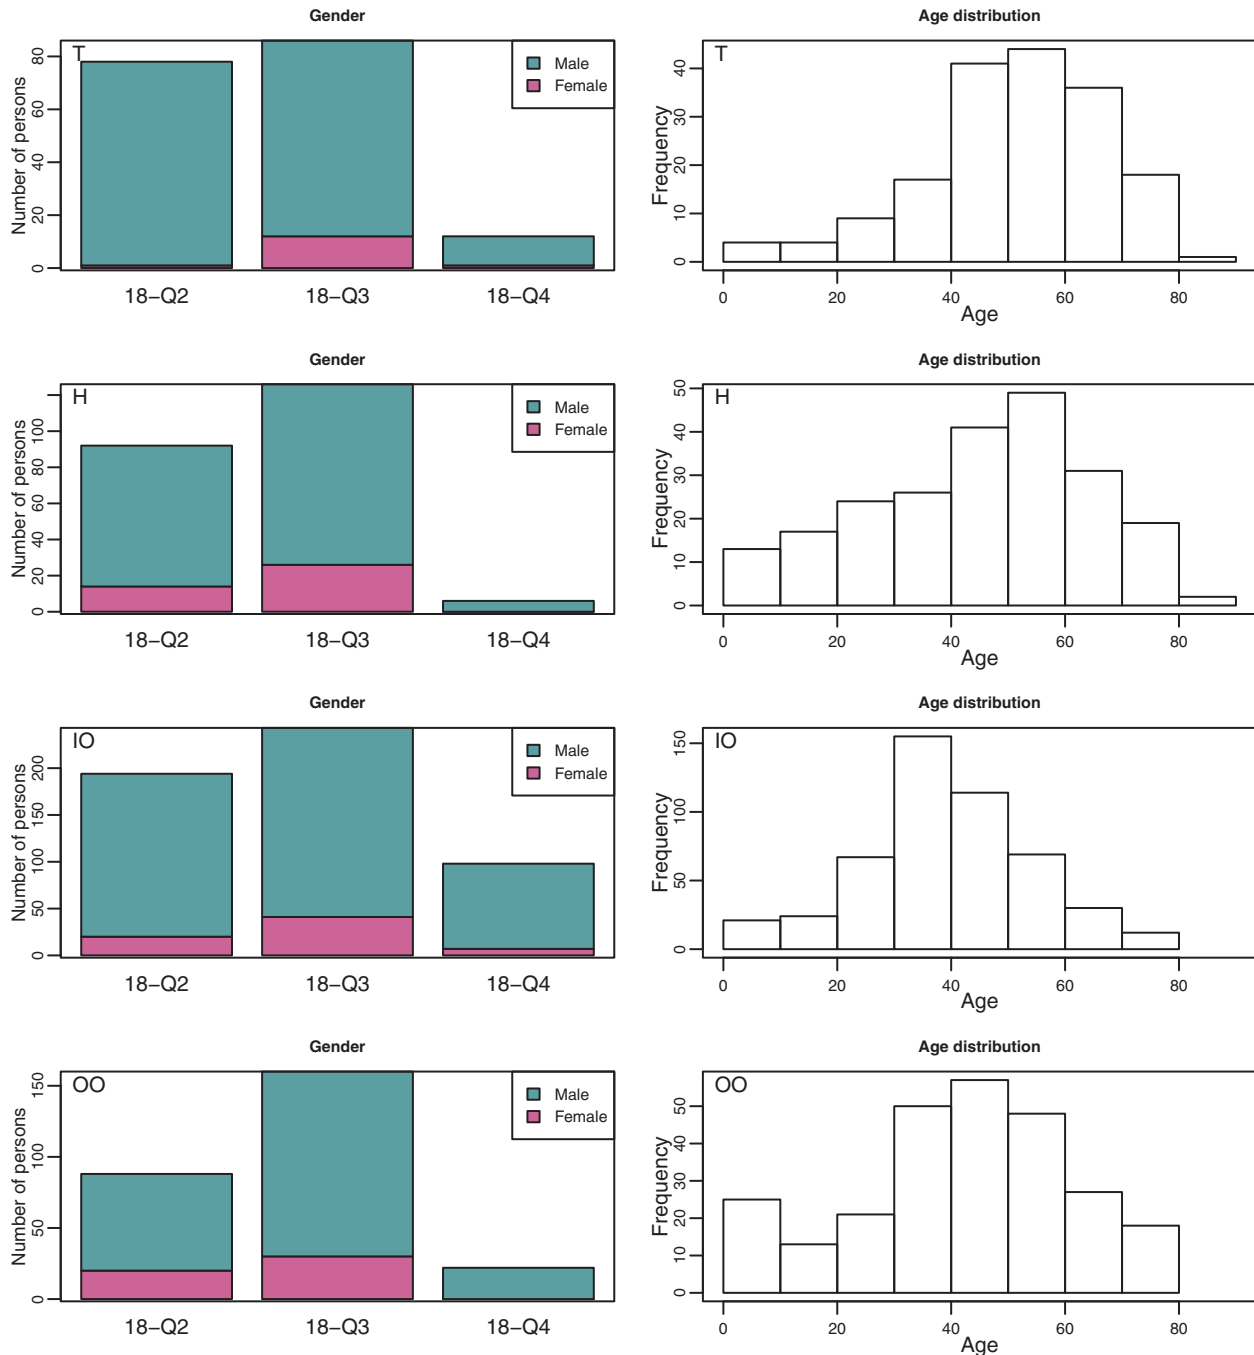 Gender
T
Male
Female
Number of persons
0
20
40
60
80
18–Q2
18–Q3
18–Q4
Age distribution
T
Frequency
0
10
20
30
40
0
20
40
60
80
Age
Gender
H
Male
Female
Number of persons
0
20
40
60
80
100
18–Q2
18–Q3
18–Q4
Age distribution
H
Frequency
0
10
20
30
40
50
0
20
40
60
80
Age
Gender
IO
Male
Female
Number of persons
0
50
100
150
200
18–Q2
18–Q3
18–Q4
Age distribution
IO
Frequency
0
50
100
150
0
20
40
60
80
Age
Gender
OO
Male
Female
Number of persons
0
50
100
150
18–Q2
18–Q3
18–Q4
Age distribution
OO
Frequency
0
10
20
30
40
50
0
20
40
60
80
Age